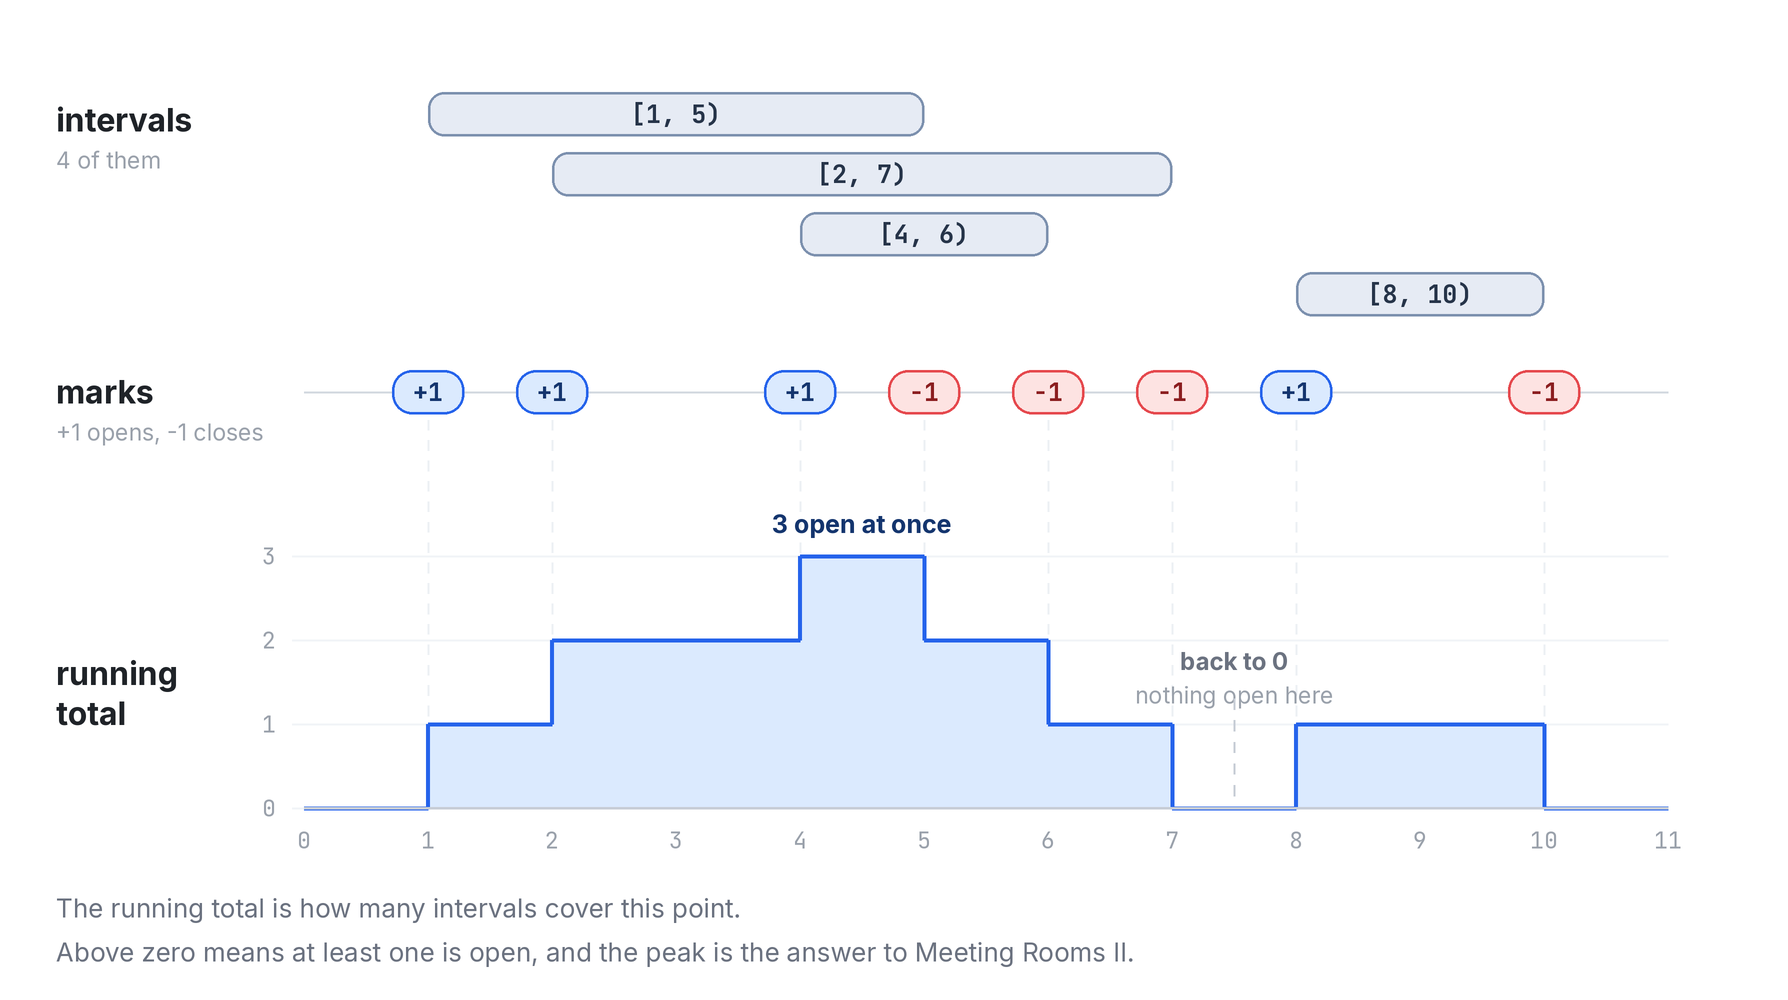 intervals
4 of them
[1, 5)
[2, 7)
[4, 6)
[8, 10)
marks
+1 opens, -1 closes
+1 +1 +1 -1 -1 -1 +1 -1
3 open at once
3
2
back to 0
nothing open here
running
total
1
0
0 1 2 3 4 5 6 7 8 9 10 11
The running total is how many intervals cover this point.
Above zero means at least one is open, and the peak is the answer to Meeting Rooms II.